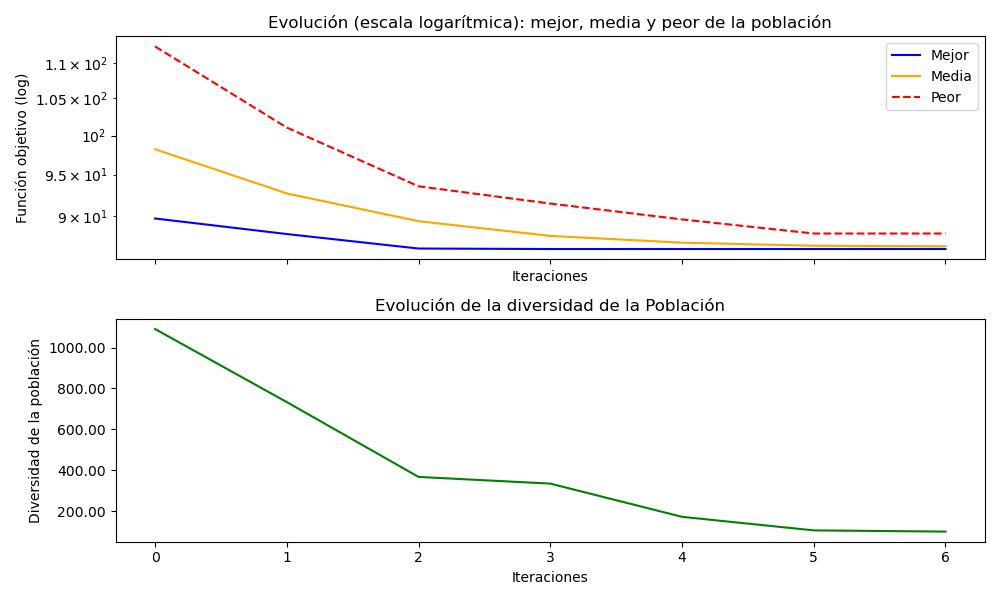 Evolución (escala logarítmica): mejor, media y peor de la población
Función objetivo (log)
1.1 × 10²
1.05 × 10²
10²
9.5 × 10¹
9 × 10¹
Mejor
Media
Peor
Iteraciones
Evolución de la diversidad de la Población
Diversidad de la población
1000.00
800.00
600.00
400.00
200.00
0 1 2 3 4 5 6
Iteraciones